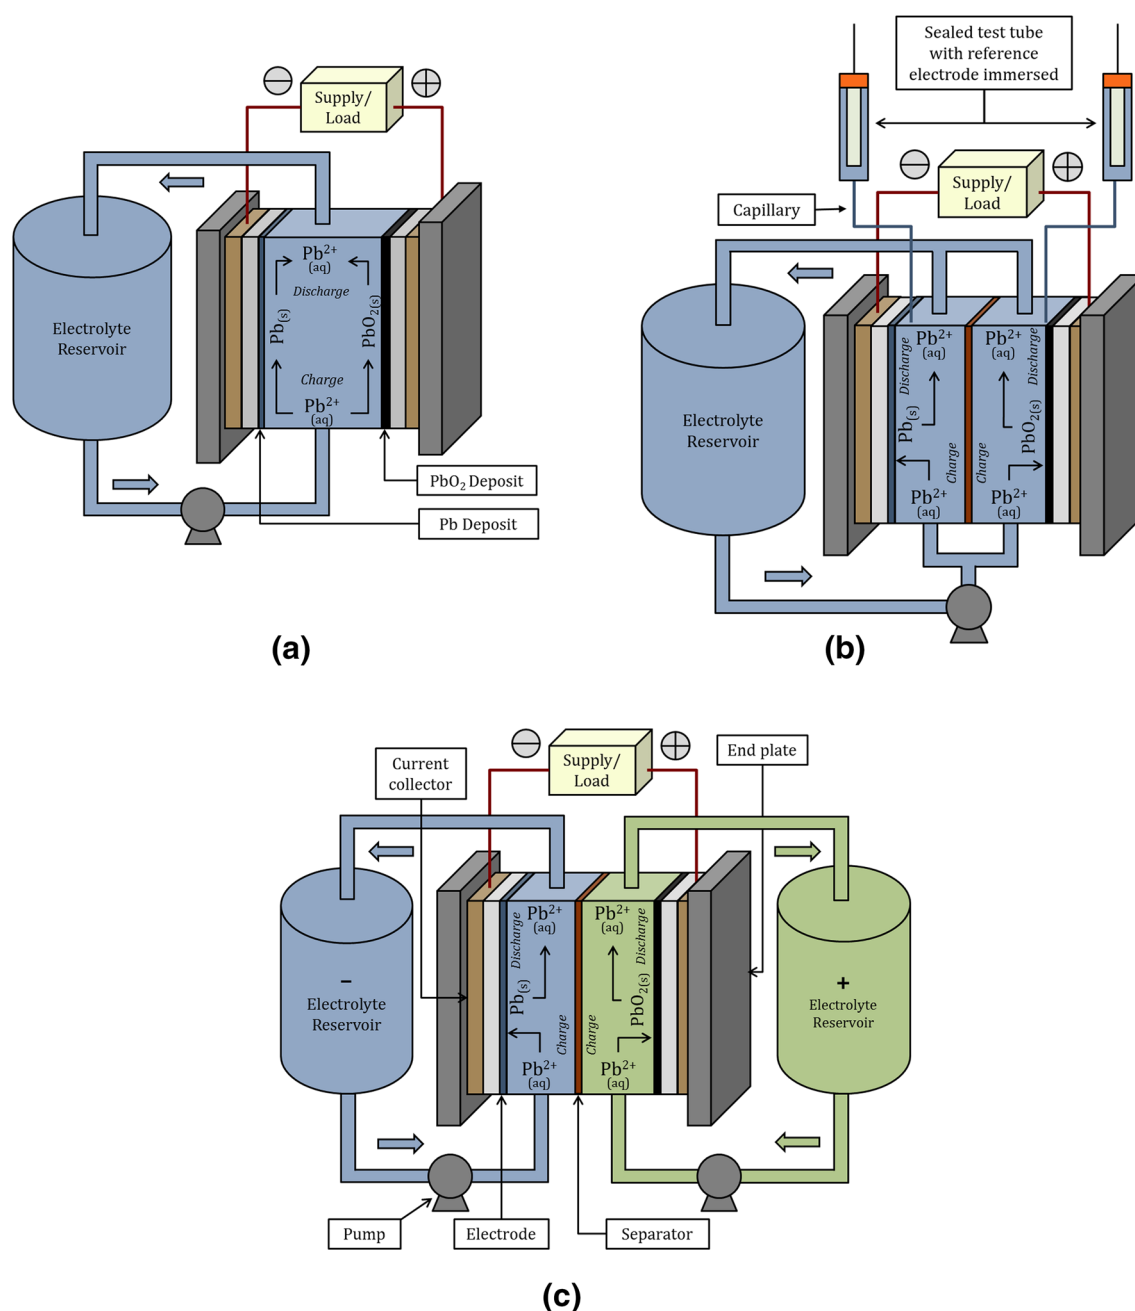 Supply/
Load
Electrolyte
Reservoir
Pb²⁺
(aq)
Discharge
Pb(s)
PbO₂(s)
Charge
Pb²⁺
(aq)
PbO₂ Deposit
Pb Deposit
(a)
Sealed test tube
with reference
electrode immersed
Supply/
Load
Capillary
Electrolyte
Reservoir
Pb²⁺
(aq)
Pb²⁺
(aq)
Discharge
Discharge
Pb(s)
PbO₂(s)
Charge
Charge
Pb²⁺
(aq)
Pb²⁺
(aq)
(b)
Current
collector
Supply/
Load
End plate
−
Electrolyte
Reservoir
Pb²⁺
(aq)
Pb²⁺
(aq)
Discharge
Discharge
Pb(s)
PbO₂(s)
Charge
Charge
Pb²⁺
(aq)
Pb²⁺
(aq)
+
Electrolyte
Reservoir
Pump
Electrode
Separator
(c)